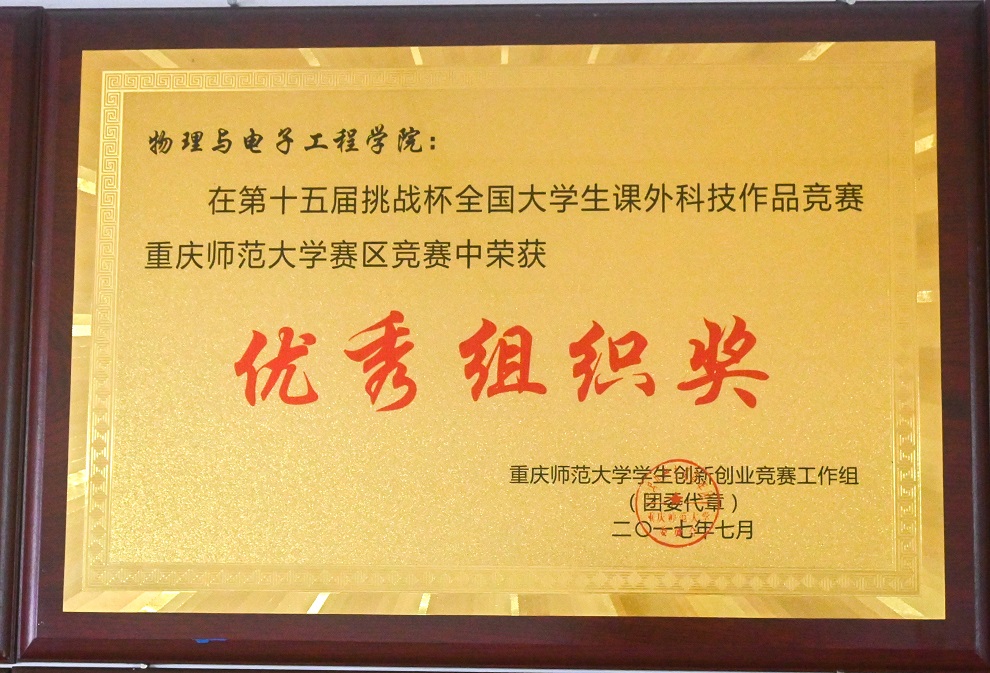 物理与电子工程学院：
在第十五届挑战杯全国大学生课外科技作品竞赛
重庆师范大学赛区竞赛中荣获
优秀组织奖
重庆师范大学学生创新创业竞赛工作组
（团委代章）
二〇一七年七月